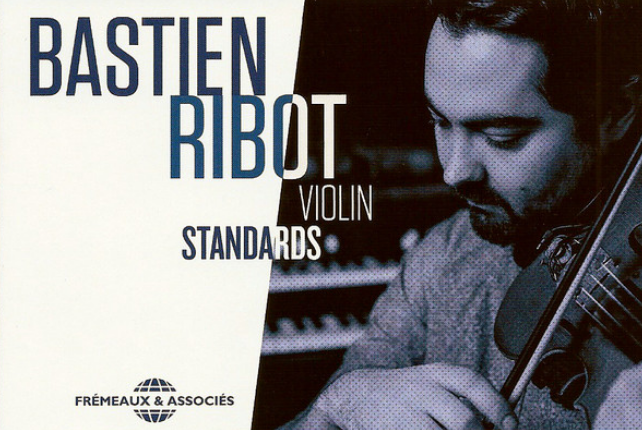 BASTIEN
RIBOT
VIOLIN
STANDARDS
FRÉMEAUX & ASSOCIÉS